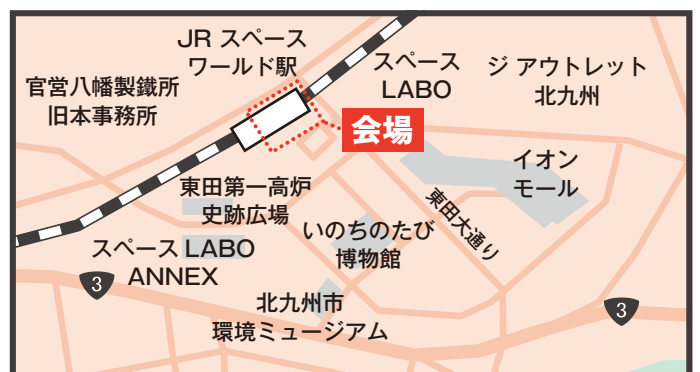 JR スペース
ワールド駅
官営八幡製鐵所
旧本事務所
スペース
LABO
ジ アウトレット
北九州
会場
イオン
モール
東田第一高炉
史跡広場
いのちのたび
博物館
東田大通り
スペース LABO
ANNEX
3
北九州市
環境ミュージアム
3